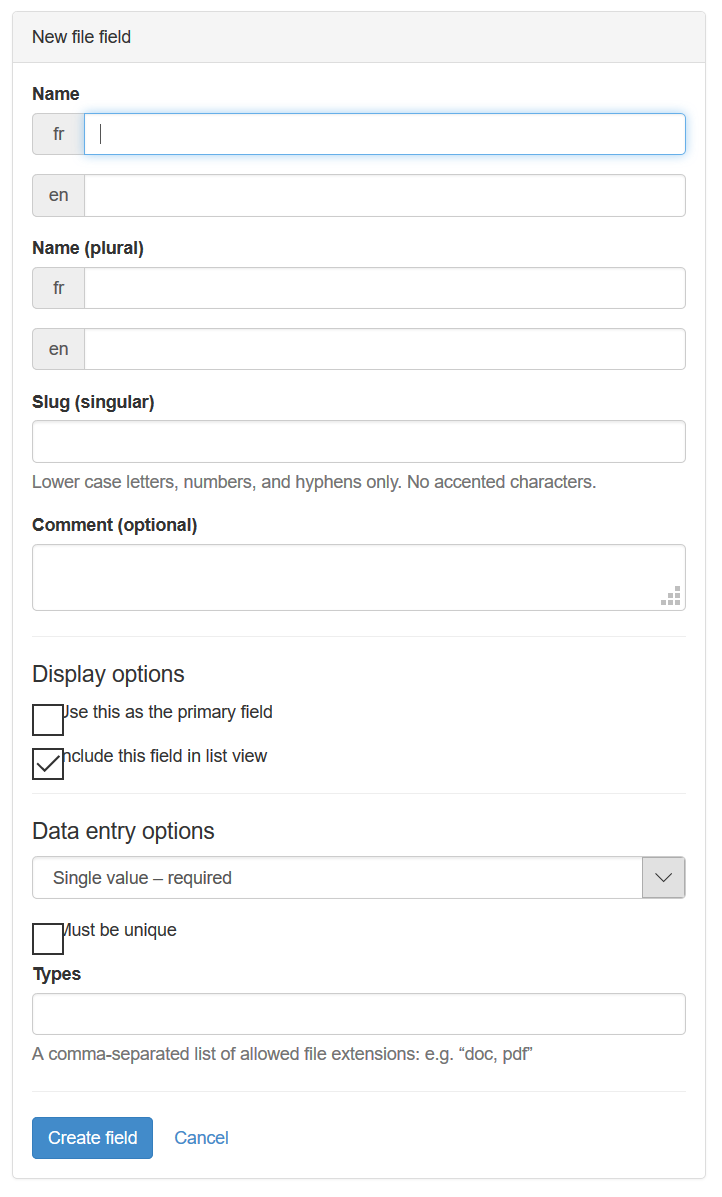 New file field
Name
fr
en
Name (plural)
fr
en
Slug (singular)
Lower case letters, numbers, and hyphens only. No accented characters.
Comment (optional)
Display options
Use this as the primary field
Include this field in list view
Data entry options
Single value – required
Must be unique
Types
A comma-separated list of allowed file extensions: e.g. “doc, pdf”
Create field Cancel